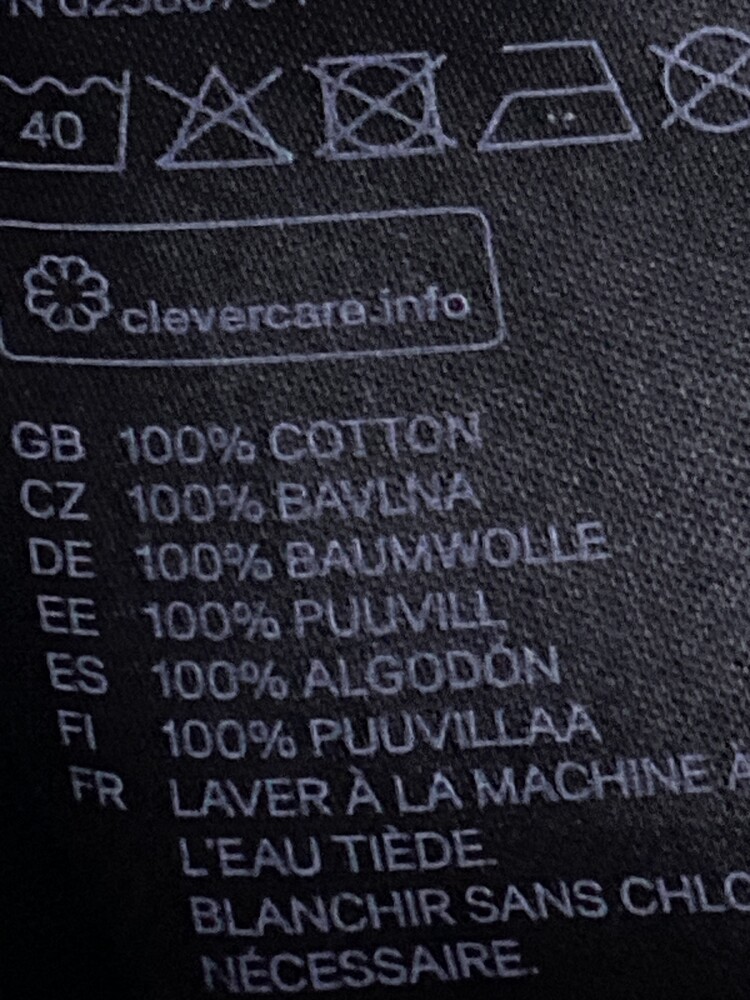 40
clevercare.info
GB 100% COTTON
CZ 100% BAVLNA
DE 100% BAUMWOLLE
EE 100% PUUVILL
ES 100% ALGODÓN
FI 100% PUUVILLAA
FR LAVER À LA MACHINE À
L'EAU TIÈDE.
BLANCHIR SANS
NÉCESSAIRE.